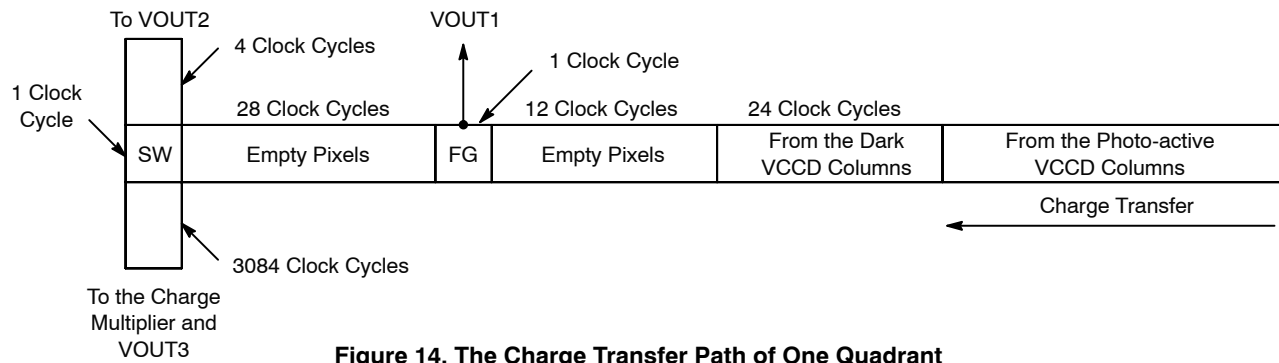 To VOUT2
VOUT1
4 Clock Cycles
1 Clock Cycle
1 Clock
Cycle
28 Clock Cycles
12 Clock Cycles
24 Clock Cycles
SW
Empty Pixels
FG
Empty Pixels
From the Dark
VCCD Columns
From the Photo-active
VCCD Columns
Charge Transfer
3084 Clock Cycles
To the Charge
Multiplier and
VOUT3
Figure 14. The Charge Transfer Path of One Quadrant